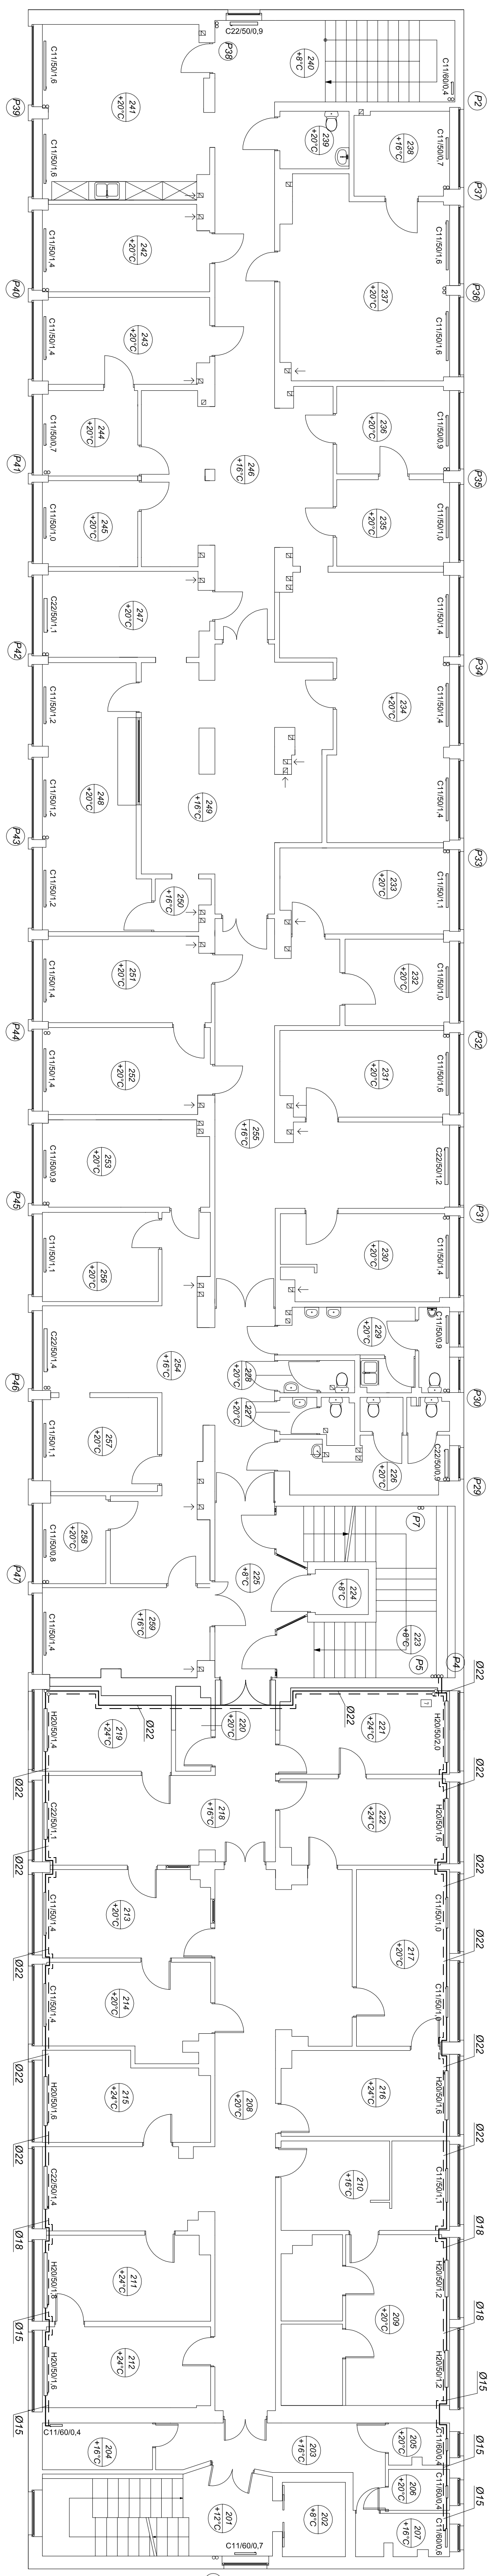 C22/50/0,9
P38
240
+8°C
C11/60/0,4
P2
C11/50/1,6
241
+20°C
239
+20°C
238
+16°C
C11/50/0,7
P39
P37
C11/50/1,6
C11/50/1,4
242
+20°C
237
+20°C
C11/50/1,6
P40
P36
C11/50/1,4
243
+20°C
C11/50/1,6
C11/50/0,7
244
+20°C
246
+16°C
236
+20°C
C11/50/0,9
P41
P35
C11/50/1,0
245
+20°C
235
+20°C
C11/50/1,0
C22/50/1,1
247
+20°C
C11/50/1,4
P42
P34
C11/50/1,2
234
+20°C
C11/50/1,4
C11/50/1,2
248
+20°C
249
+16°C
C11/50/1,4
P43
P33
C11/50/1,2
250
+16°C
233
+20°C
C11/50/1,1
C11/50/1,4
251
+20°C
232
+20°C
C11/50/1,0
P44
P32
C11/50/1,4
252
+20°C
231
+20°C
C11/50/1,6
C11/50/0,9
253
+20°C
255
+16°C
C22/50/1,2
P45
P31
C11/50/1,1
256
+20°C
230
+20°C
C11/50/1,4
C22/50/1,4
254
+16°C
229
+20°C
C11/50/0,9
228
+20°C
P46
P30
C11/50/1,1
257
+20°C
227
+20°C
226
+20°C
C22/50/0,9
P29
C11/50/0,8
258
+20°C
225
+8°C
224
+8°C
P7
P47
C11/50/1,4
259
+16°C
223
+8°C
P5
P4
Ø22
H20/50/1,4
219
+24°C
Ø22
220
+20°C
Ø22
221
+24°C
H20/50/2,0
Ø22
Ø22
C22/50/1,1
218
+16°C
222
+24°C
H20/50/1,6
Ø22
Ø22
C11/50/1,4
213
+20°C
217
+20°C
C11/50/1,0
Ø22
Ø22
C11/50/1,4
214
+20°C
C11/50/1,0
Ø22
Ø22
H20/50/1,6
215
+24°C
208
+20°C
216
+24°C
H20/50/1,6
Ø22
Ø22
C22/50/1,4
210
+16°C
C11/50/1,1
Ø18
Ø18
H20/50/1,8
211
+24°C
209
+20°C
H20/50/1,2
Ø15
Ø18
H20/50/1,6
212
+24°C
H20/50/1,2
Ø15
Ø15
C11/60/0,4
204
+16°C
203
+16°C
205
+20°C
C11/60/0,4
Ø15
206
+20°C
C11/60/0,4
Ø15
201
+12°C
202
+8°C
207
+16°C
C11/60/0,6
C11/60/0,7